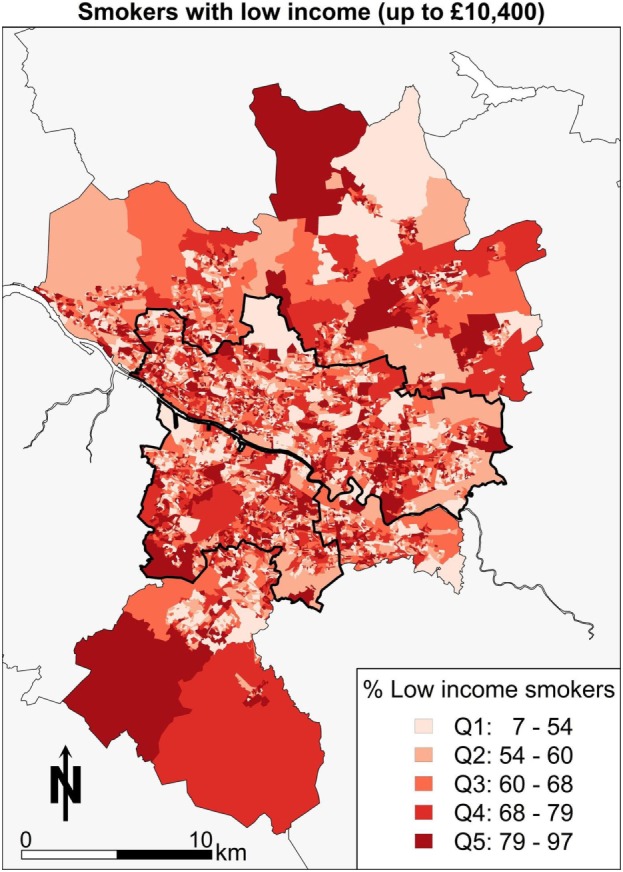 Smokers with low income (up to £10,400)
% Low income smokers
Q1: 7 - 54
Q2: 54 - 60
Q3: 60 - 68
Q4: 68 - 79
Q5: 79 - 97
N
0 10
km